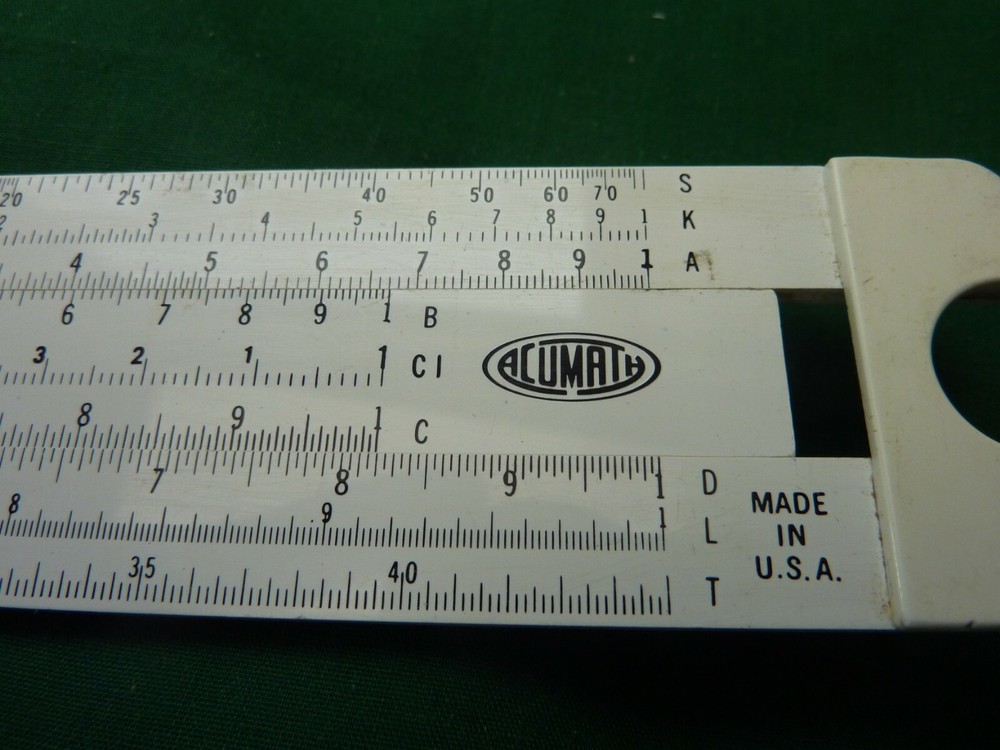 20 25 30 40 50 60 70 S
2 3 4 5 6 7 8 9 1 K
4 5 6 7 8 9 1 A
6 7 8 9 1 B
3 2 1 1 CI
ACUMATH
8 9 1 C
7 8 9 1 D
8 9 1 L
35 40 T
MADE
IN
U.S.A.